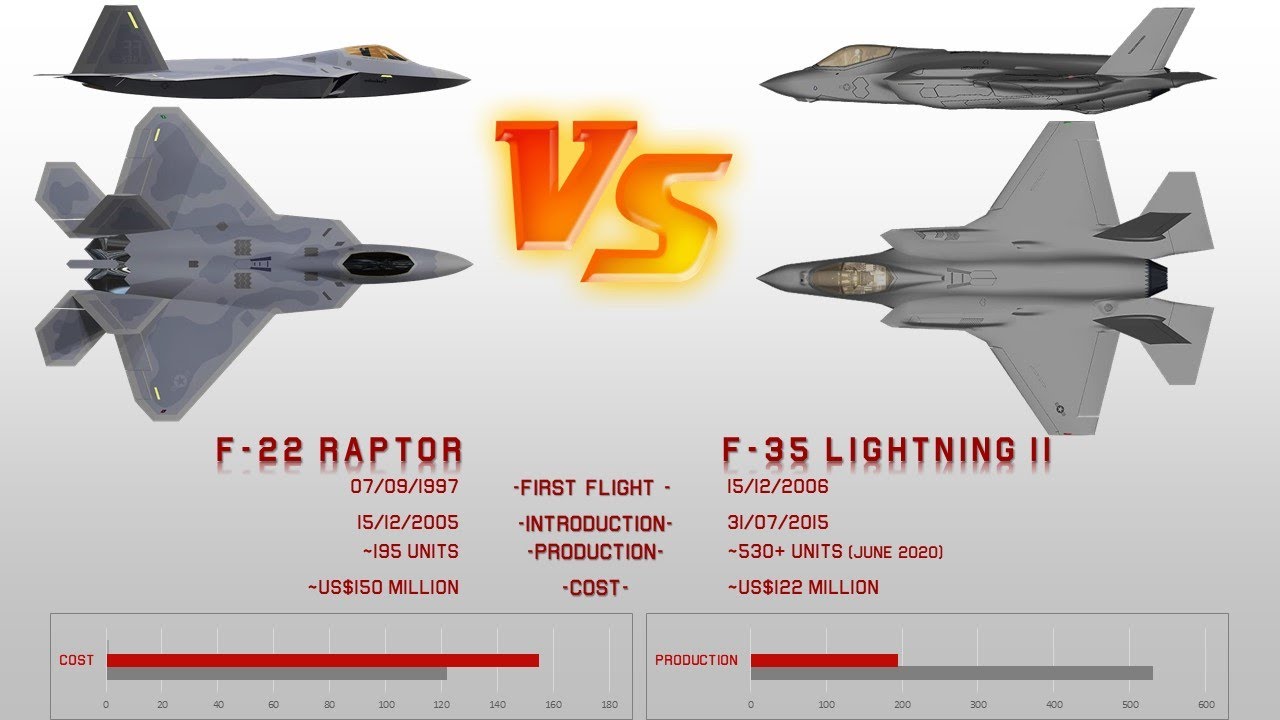 VS
F-22 RAPTOR
F-35 LIGHTNING II
07/09/1997 -FIRST FLIGHT - 15/12/2006
15/12/2005 -INTRODUCTION- 31/07/2015
~195 UNITS -PRODUCTION- ~530+ UNITS (JUNE 2020)
~US$150 MILLION -COST- ~US$122 MILLION
COST
0 20 40 60 80 100 120 140 160 180
PRODUCTION
0 100 200 300 400 500 600